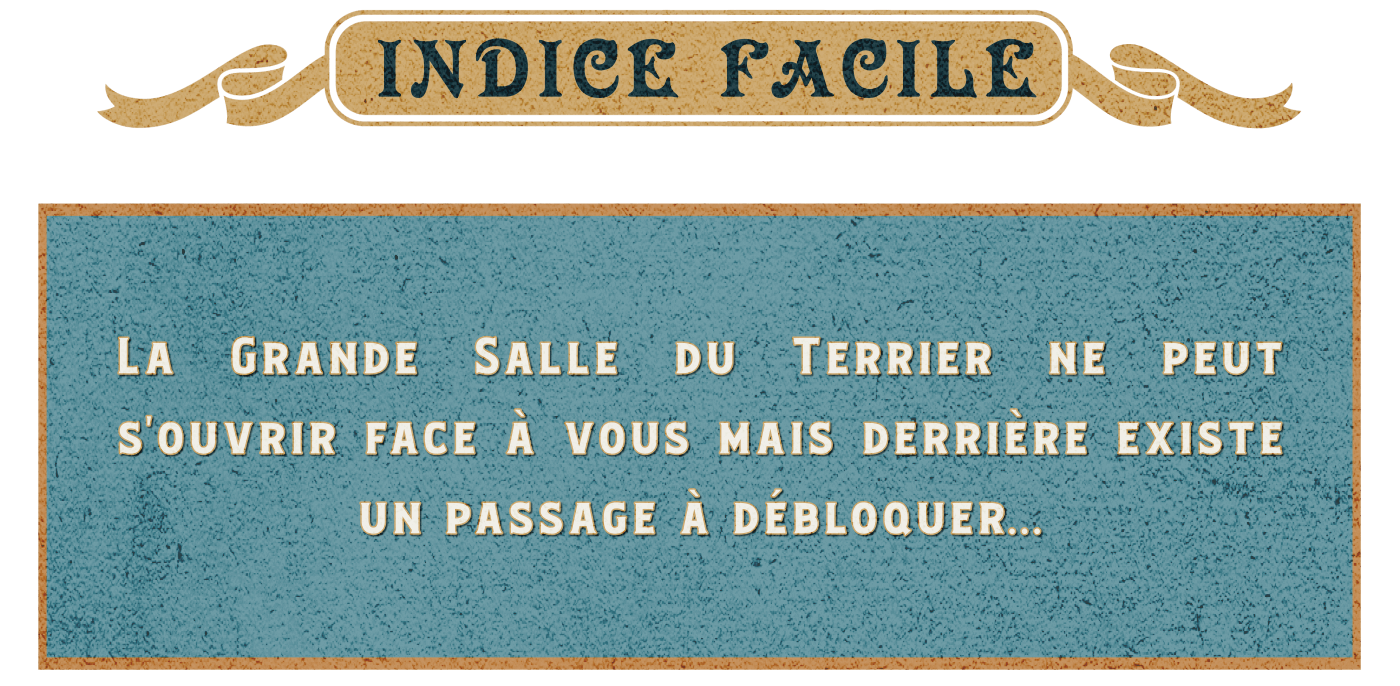 INDICE FACILE
La Grande Salle du Terrier ne peut
s'ouvrir face à vous mais derrière existe
un passage à débloquer...